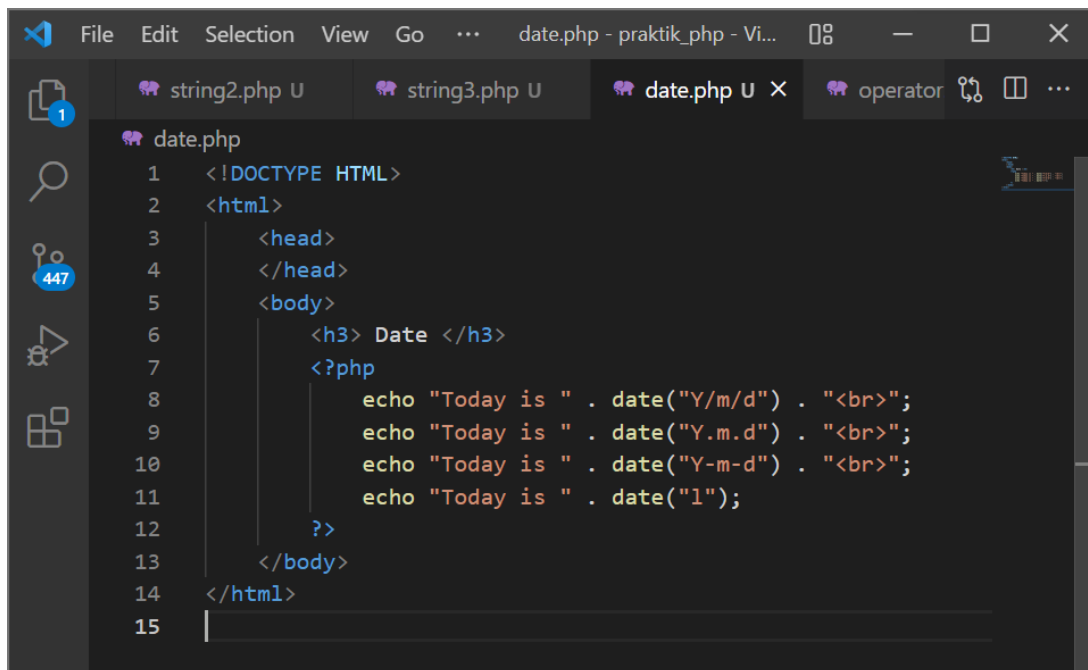 File Edit Selection View Go ··· date.php - praktik_php - Vi...
string2.php U string3.php U date.php U operator
date.php
1 <!DOCTYPE HTML>
2 <html>
3     <head>
4     </head>
5     <body>
6         <h3> Date </h3>
7         <?php
8             echo "Today is " . date("Y/m/d") . "<br>";
9             echo "Today is " . date("Y.m.d") . "<br>";
10             echo "Today is " . date("Y-m-d") . "<br>";
11             echo "Today is " . date("l");
12         ?>
13     </body>
14 </html>
15
1
447